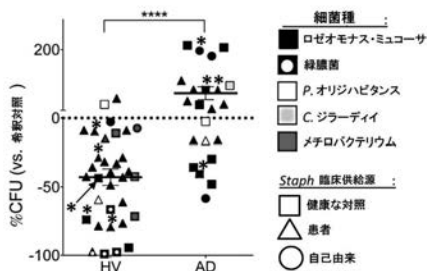 ****
細菌種
200
ロゼオモナス・ミュコーサ
緑膿菌
P. オリジハビタンス
C. ジラーディイ
メチロバクテリウム
%CFU (vs. 希釈対照)
0
-50
-100
HV
AD
Staph 臨床供給源 :
健康な対照
患者
自己由来